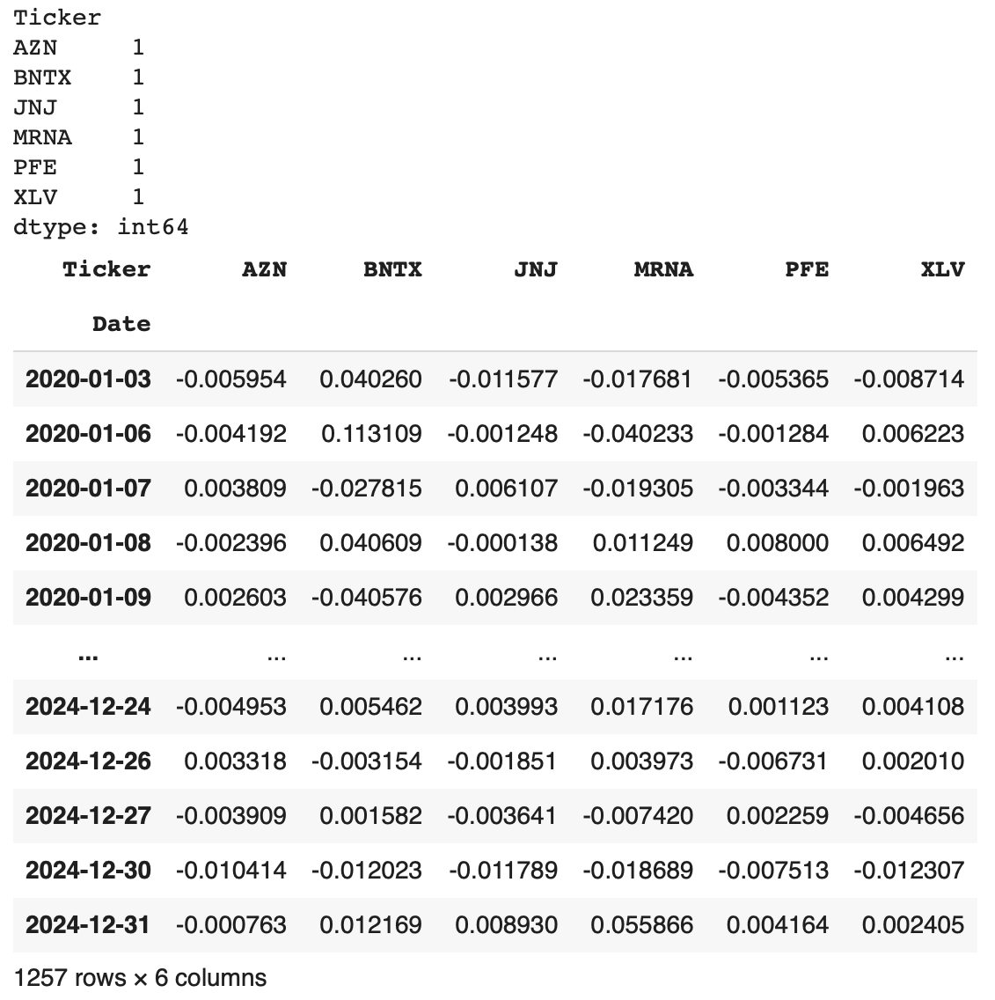 Ticker
AZN 1
BNTX 1
JNJ 1
MRNA 1
PFE 1
XLV 1
dtype: int64
Ticker AZN BNTX JNJ MRNA PFE XLV
Date
2020-01-03 -0.005954 0.040260 -0.011577 -0.017681 -0.005365 -0.008714
2020-01-06 -0.004192 0.113109 -0.001248 -0.040233 -0.001284 0.006223
2020-01-07 0.003809 -0.027815 0.006107 -0.019305 -0.003344 -0.001963
2020-01-08 -0.002396 0.040609 -0.000138 0.011249 0.008000 0.006492
2020-01-09 0.002603 -0.040576 0.002966 0.023359 -0.004352 0.004299
... ... ... ... ... ... ...
2024-12-24 -0.004953 0.005462 0.003993 0.017176 0.001123 0.004108
2024-12-26 0.003318 -0.003154 -0.001851 0.003973 -0.006731 0.002010
2024-12-27 -0.003909 0.001582 -0.003641 -0.007420 0.002259 -0.004656
2024-12-30 -0.010414 -0.012023 -0.011789 -0.018689 -0.007513 -0.012307
2024-12-31 -0.000763 0.012169 0.008930 0.055866 0.004164 0.002405
1257 rows × 6 columns